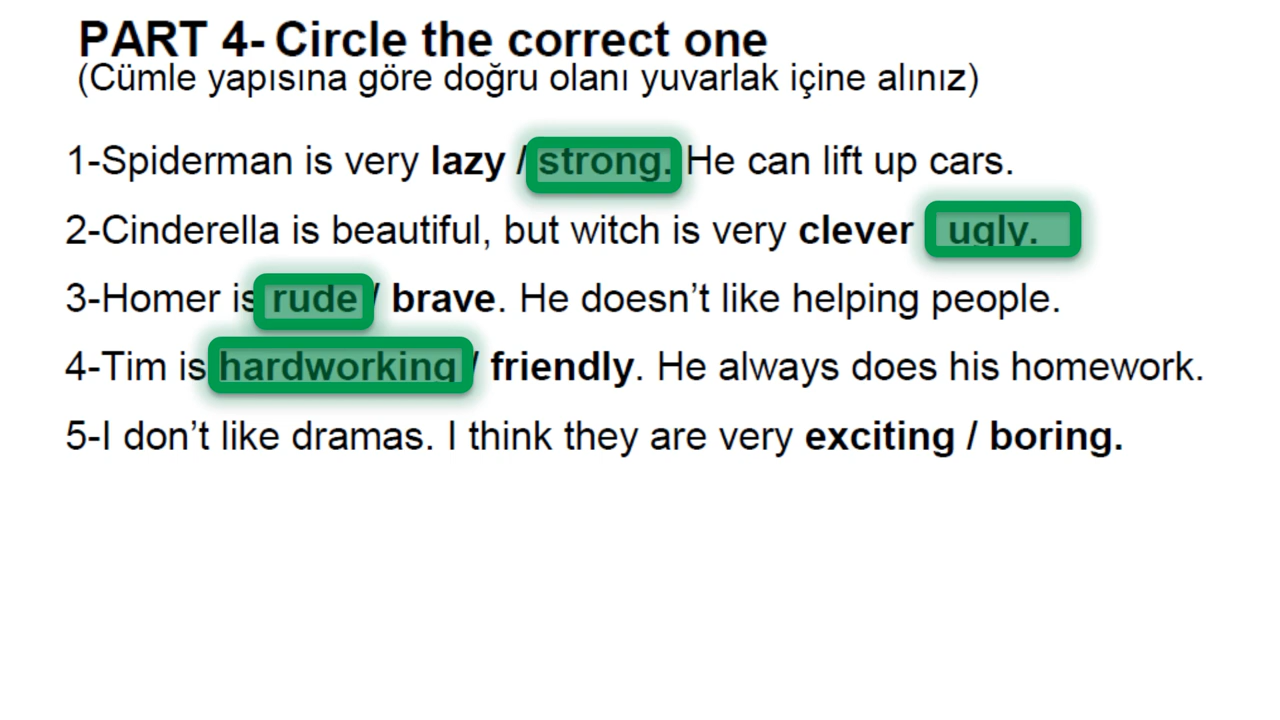 PART 4- Circle the correct one
(Cümle yapısına göre doğru olanı yuvarlak içine alınız)
1-Spiderman is very lazy / strong. He can lift up cars.
2-Cinderella is beautiful, but witch is very clever ugly.
3-Homer is rude / brave. He doesn’t like helping people.
4-Tim is hardworking / friendly. He always does his homework.
5-I don’t like dramas. I think they are very exciting / boring.